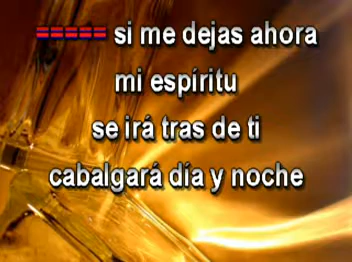 ===== si me dejas ahora
mi espíritu
se irá tras de ti
cabalgará día y noche